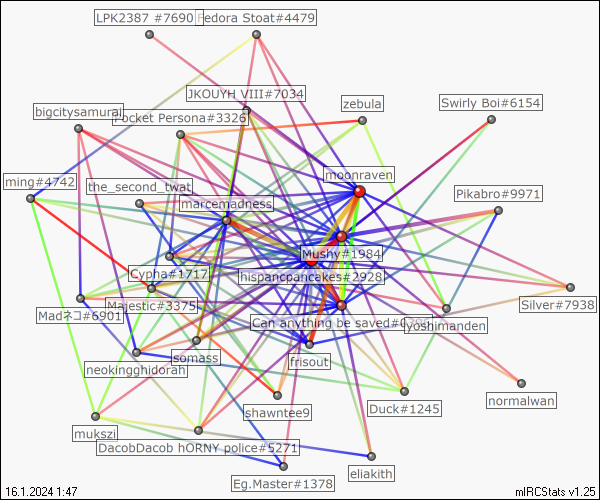 LPK2387 #7690
Fedora Stoat#4479
JKOUYH VIII#7034
zebula
Swirly Boi#6154
bigcitysamurai
Pocket Persona#3326
moonraven
ming#4742
the_second_twat
Pikabro#9971
marcemadness
Mushy#1984
Cypha#1717
hispancpancakes#2928
Madネコ#6901
Majestic#3375
Silver#7938
Can anything be saved#0
lyoshimanden
somass
frisout
neokingghidorah
normalwan
shawntee9
Duck#1245
mukszi
DacobDacob hORNY police#5271
eliakith
Eg.Master#1378
16.1.2024 1:47
mIRCStats v1.25